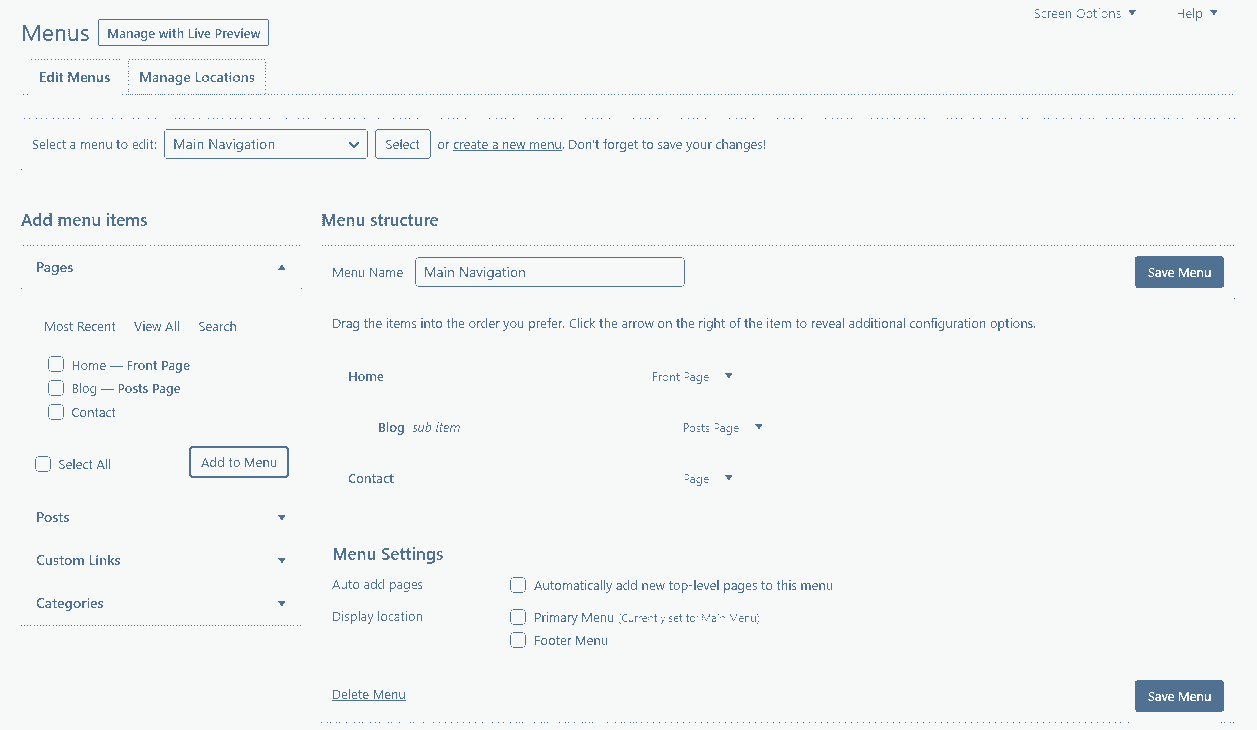 Screen Options
Help
Menus
Manage with Live Preview
Edit Menus
Manage Locations
Select a menu to edit:
Main Navigation
Select
or create a new menu. Don't forget to save your changes!
Add menu items
Pages
Most Recent
View All
Search
Home — Front Page
Blog — Posts Page
Contact
Select All
Add to Menu
Posts
Custom Links
Categories
Menu structure
Menu Name
Main Navigation
Save Menu
Drag the items into the order you prefer. Click the arrow on the right of the item to reveal additional configuration options.
Home
Front Page
Blog sub item
Posts Page
Contact
Page
Menu Settings
Auto add pages
Automatically add new top-level pages to this menu
Display location
Primary Menu (Currently set to: Main Menu)
Footer Menu
Delete Menu
Save Menu